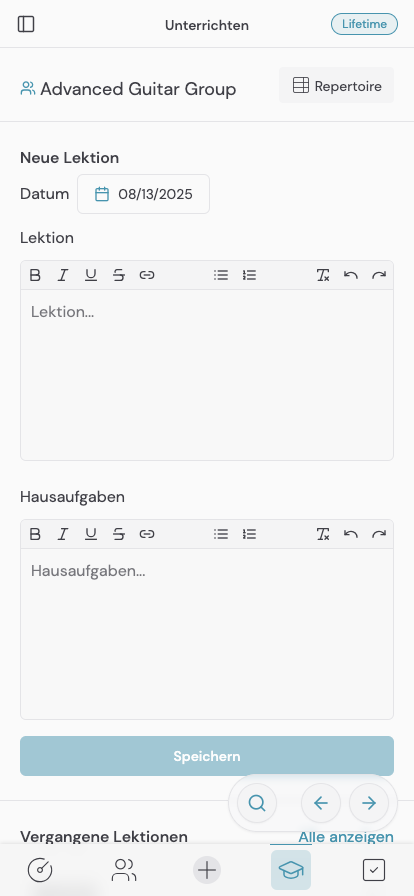 Unterrichten
Lifetime
Advanced Guitar Group
Repertoire
Neue Lektion
Datum
08/13/2025
Lektion
Lektion...
Hausaufgaben
Hausaufgaben...
Speichern
Vergangene Lektionen
Alle anzeigen